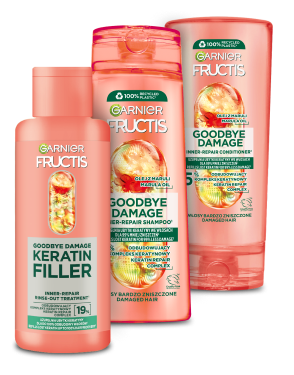 GARNIER
FRUCTIS
GOODBYE DAMAGE
KERATIN
FILLER
INNER-REPAIR
RINSE-OUT TREATMENT
19%
100% RECYCLED
PLASTIC*
GARNIER
FRUCTIS
OLEJ Z MARULI
MARULA OIL
GOODBYE
DAMAGE
INNER-REPAIR SHAMPOO
ODBUDOWUJĄCY
KOMPLEKS KERATYNOWY
KERATIN REPAIR
COMPLEX
BARDZO ZNISZCZONE
DAMAGED HAIR
100% RECYCLED
PLASTIC*
GARNIER
FRUCTIS
OLEJ Z MARULI
MARULA OIL
GOODBYE
DAMAGE
INNER-REPAIR CONDITIONER
ODBUDOWUJĄCY
KOMPLEKS KERATYNOWY
KERATIN REPAIR
COMPLEX
WŁOSY BARDZO ZNISZCZONE
DAMAGED HAIR